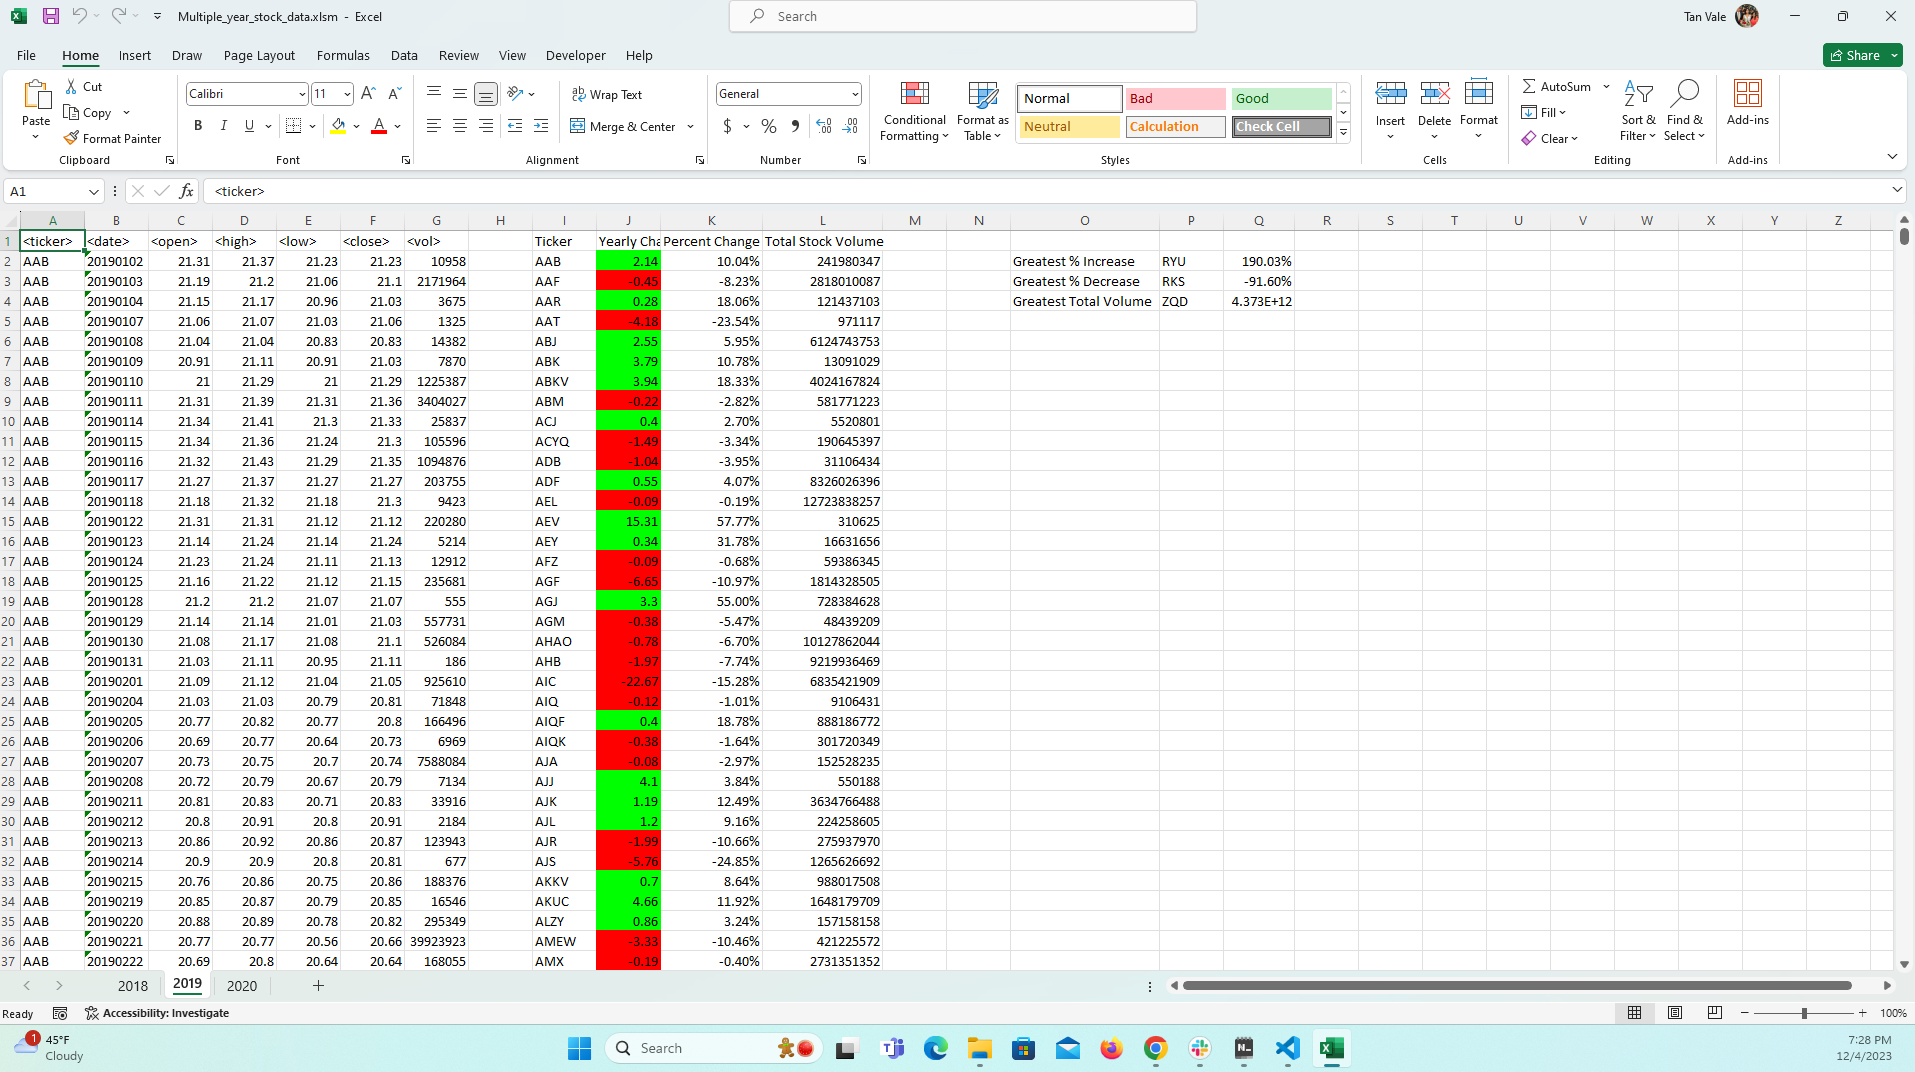 Multiple_year_stock_data.xlsm - Excel
Search
Tan Vale
File Home Insert Draw Page Layout Formulas Data Review View Developer Help
Share
Paste
Cut
Copy
Format Painter
Clipboard
Calibri 11
B I U
Font
Wrap Text
Merge & Center
Alignment
General
$ % 9
Number
Conditional Formatting
Format as Table
Normal Bad Good
Neutral Calculation Check Cell
Styles
Insert Delete Format
Cells
AutoSum
Fill
Clear
Sort & Filter
Find & Select
Editing
Add-ins
Add-ins
A1 fx <ticker>
A B C D E F G H I J K L M N O P Q R S T U V W X Y Z
1 <ticker> <date> <open> <high> <low> <close> <vol> Ticker Yearly Cha Percent Change Total Stock Volume
2 AAB 20190102 21.31 21.37 21.23 21.23 10958 AAB 2.14 10.04% 241980347 Greatest % Increase RYU 190.03%
3 AAB 20190103 21.19 21.2 21.06 21.1 2171964 AAF -0.45 -8.23% 2818010087 Greatest % Decrease RKS -91.60%
4 AAB 20190104 21.15 21.17 20.96 21.03 3675 AAR 0.28 18.06% 121437103 Greatest Total Volume ZQD 4.373E+12
5 AAB 20190107 21.06 21.07 21.03 21.06 1325 AAT -4.18 -23.54% 971117
6 AAB 20190108 21.04 21.04 20.83 20.83 14382 ABJ 2.55 5.95% 6124743753
7 AAB 20190109 20.91 21.11 20.91 21.03 7870 ABK 3.79 10.78% 13091029
8 AAB 20190110 21 21.29 21 21.29 1225387 ABKV 3.94 18.33% 4024167824
9 AAB 20190111 21.31 21.39 21.31 21.36 3404027 ABM -0.22 -2.82% 581771223
10 AAB 20190114 21.34 21.41 21.3 21.33 25837 ACJ 0.4 2.70% 5520801
11 AAB 20190115 21.34 21.36 21.24 21.3 105596 ACYQ -1.49 -3.34% 190645397
12 AAB 20190116 21.32 21.43 21.29 21.35 1094876 ADB -1.04 -3.95% 31106434
13 AAB 20190117 21.27 21.37 21.27 21.27 203755 ADF 0.55 4.07% 8326026396
14 AAB 20190118 21.18 21.32 21.18 21.3 9423 AEL -0.09 -0.19% 12723838257
15 AAB 20190122 21.31 21.31 21.12 21.12 220280 AEV 15.31 57.77% 310625
16 AAB 20190123 21.14 21.24 21.14 21.24 5214 AEY 0.34 31.78% 16631656
17 AAB 20190124 21.23 21.24 21.11 21.13 12912 AFZ -0.09 -0.68% 59386345
18 AAB 20190125 21.16 21.22 21.12 21.15 235681 AGF -6.65 -10.97% 1814328505
19 AAB 20190128 21.2 21.2 21.07 21.07 555 AGJ 3.3 55.00% 728384628
20 AAB 20190129 21.14 21.14 21.01 21.03 557731 AGM -0.38 -5.47% 48439209
21 AAB 20190130 21.08 21.17 21.08 21.1 526084 AHAO -0.78 -6.70% 10127862044
22 AAB 20190131 21.03 21.11 20.95 21.11 186 AHB -1.97 -7.74% 9219936469
23 AAB 20190201 21.09 21.12 21.04 21.05 925610 AIC -22.67 -15.28% 6835421909
24 AAB 20190204 21.03 21.03 20.79 20.81 71848 AIQ -0.12 -1.01% 9106431
25 AAB 20190205 20.77 20.82 20.77 20.8 166496 AIQF 0.4 18.78% 888186772
26 AAB 20190206 20.69 20.77 20.64 20.73 6969 AIQK -0.38 -1.64% 301720349
27 AAB 20190207 20.73 20.75 20.7 20.74 7588084 AJA -0.08 -2.97% 152528235
28 AAB 20190208 20.72 20.79 20.67 20.79 7134 AJJ 4.1 3.84% 550188
29 AAB 20190211 20.81 20.83 20.71 20.83 33916 AJK 1.19 12.49% 3634766488
30 AAB 20190212 20.8 20.91 20.8 20.91 2184 AJL 1.2 9.16% 224258605
31 AAB 20190213 20.86 20.92 20.86 20.87 123943 AJR -1.99 -10.66% 275937970
32 AAB 20190214 20.9 20.9 20.8 20.81 677 AJS -5.76 -24.85% 1265626692
33 AAB 20190215 20.76 20.86 20.75 20.86 188376 AKKV 0.7 8.64% 988017508
34 AAB 20190219 20.85 20.87 20.79 20.85 16546 AKUC 4.66 11.92% 1648179709
35 AAB 20190220 20.88 20.89 20.78 20.82 295349 ALZY 0.86 3.24% 157158158
36 AAB 20190221 20.77 20.77 20.56 20.66 39923923 AMEW -3.33 -10.46% 421225572
37 AAB 20190222 20.69 20.8 20.64 20.64 168055 AMX -0.19 -0.40% 2731351352
2018 2019 2020
Ready Accessibility: Investigate 100%
1 45°F
Cloudy
Search
7:28 PM
12/4/2023